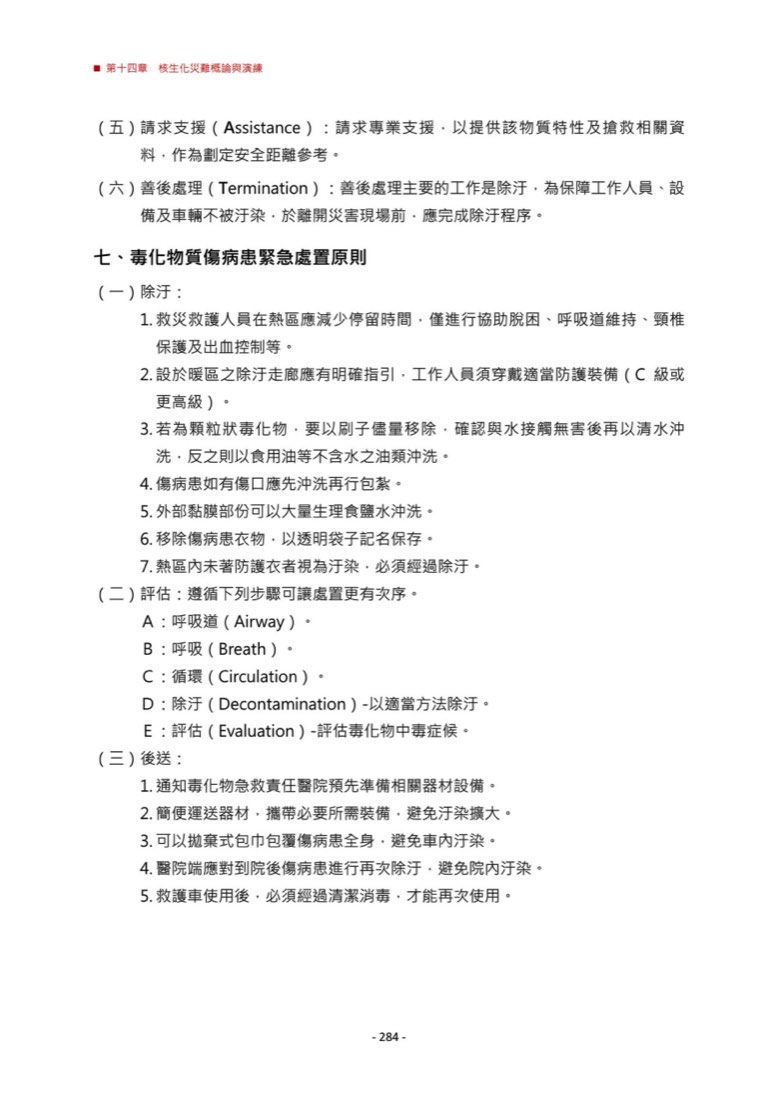 ■ 第十四章　核生化災難概論與演練
（五）請求支援（Assistance）：請求專業支援，以提供該物質特性及搶救相關資
料，作為劃定安全距離參考。
（六）善後處理（Termination）：善後處理主要的工作是除汙，為保障工作人員、設
備及車輛不被汙染，於離開災害現場前，應完成除汙程序。
七、毒化物質傷病患緊急處置原則
（一）除汙：
1. 救災救護人員在熱區應減少停留時間，僅進行協助脫困、呼吸道維持、頸椎
保護及出血控制等。
2. 設於暖區之除汙走廊應有明確指引，工作人員須穿戴適當防護裝備（C 級或
更高級）。
3. 若為顆粒狀毒化物，要以刷子儘量移除，確認與水接觸無害後再以清水沖
洗，反之則以食用油等不含水之油類沖洗。
4. 傷病患如有傷口應先沖洗再行包紮。
5. 外部黏膜部份可以大量生理食鹽水沖洗。
6. 移除傷病患衣物，以透明袋子記名保存。
7. 熱區內未著防護衣者視為汙染，必須經過除汙。
（二）評估：遵循下列步驟可讓處置更有次序。
A：呼吸道（Airway）。
B：呼吸（Breath）。
C：循環（Circulation）。
D：除汙（Decontamination）-以適當方法除汙。
E：評估（Evaluation）-評估毒化物中毒症候。
（三）後送：
1. 通知毒化物急救責任醫院預先準備相關器材設備。
2. 簡便運送器材，攜帶必要所需裝備，避免汙染擴大。
3. 可以拋棄式包巾包覆傷病患全身，避免車內汙染。
4. 醫院端應對到院後傷病患進行再次除汙，避免院內汙染。
5. 救護車使用後，必須經過清潔消毒，才能再次使用。
- 284 -